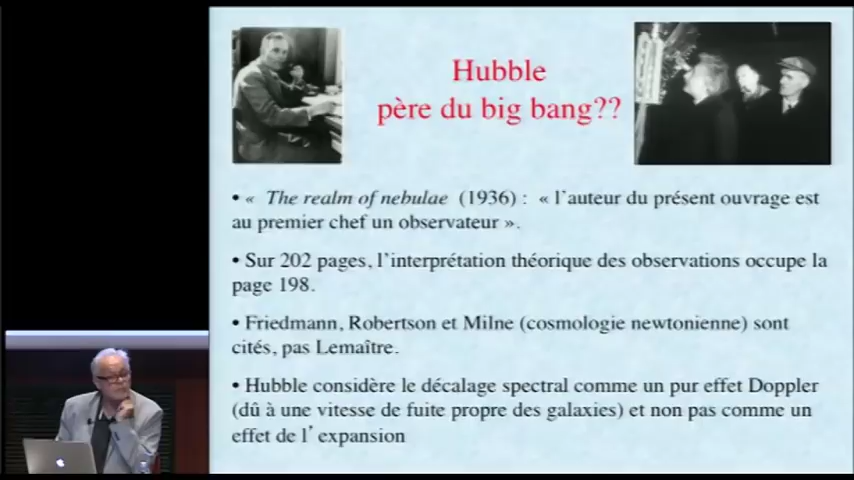 Hubble
père du big bang??
• « The realm of nebulae (1936) : « l’auteur du présent ouvrage est
au premier chef un observateur ».
• Sur 202 pages, l’interprétation théorique des observations occupe la
page 198.
• Friedmann, Robertson et Milne (cosmologie newtonienne) sont
cités, pas Lemaître.
• Hubble considère le décalage spectral comme un pur effet Doppler
(dû à une vitesse de fuite propre des galaxies) et non pas comme un
effet de l’ expansion